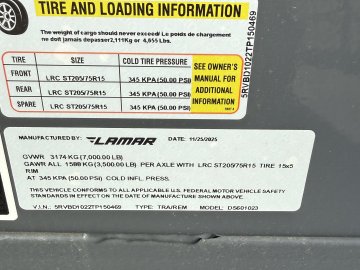 TIRE AND LOADING INFORMATION
The weight of cargo should never exceed/ Le poids de cargaison
ne doit jamais depasser 2,111Kg or 4,655 Lbs.
TIRE SIZE COLD TIRE PRESSURE
FRONT LRC ST205/75R15 345 KPA(50.00 PSI)
REAR LRC ST205/75R15 345 KPA(50.00 PSI)
SPARE LRC ST205/75R15 345 KPA(50.00 PSI)
SEE OWNER'S
MANUAL FOR
ADDITIONAL
INFORMATION
5RVBD1022TP150469
MANUFACTURED BY: LAMAR DATE: 11/25/2025
GVWR 3174 KG(7,000.00 LB)
GAWR ALL 1588 KG(3,500.00 LB) PER AXLE WITH LRC ST205/75R15 TIRE 15x5
RIM
AT 345 KPA (50.00 PSI) COLD INFL. PRESS.
THIS VEHICLE CONFORMS TO ALL APPLICABLE U.S. FEDERAL MOTOR VEHICLE SAFETY
STANDARDS IN EFFECT ON THE DATE OF MANUFACTURE SHOWN ABOVE.
V.I.N.: 5RVBD1022TP150469 TYPE: TRA/REM MODEL: DS601023